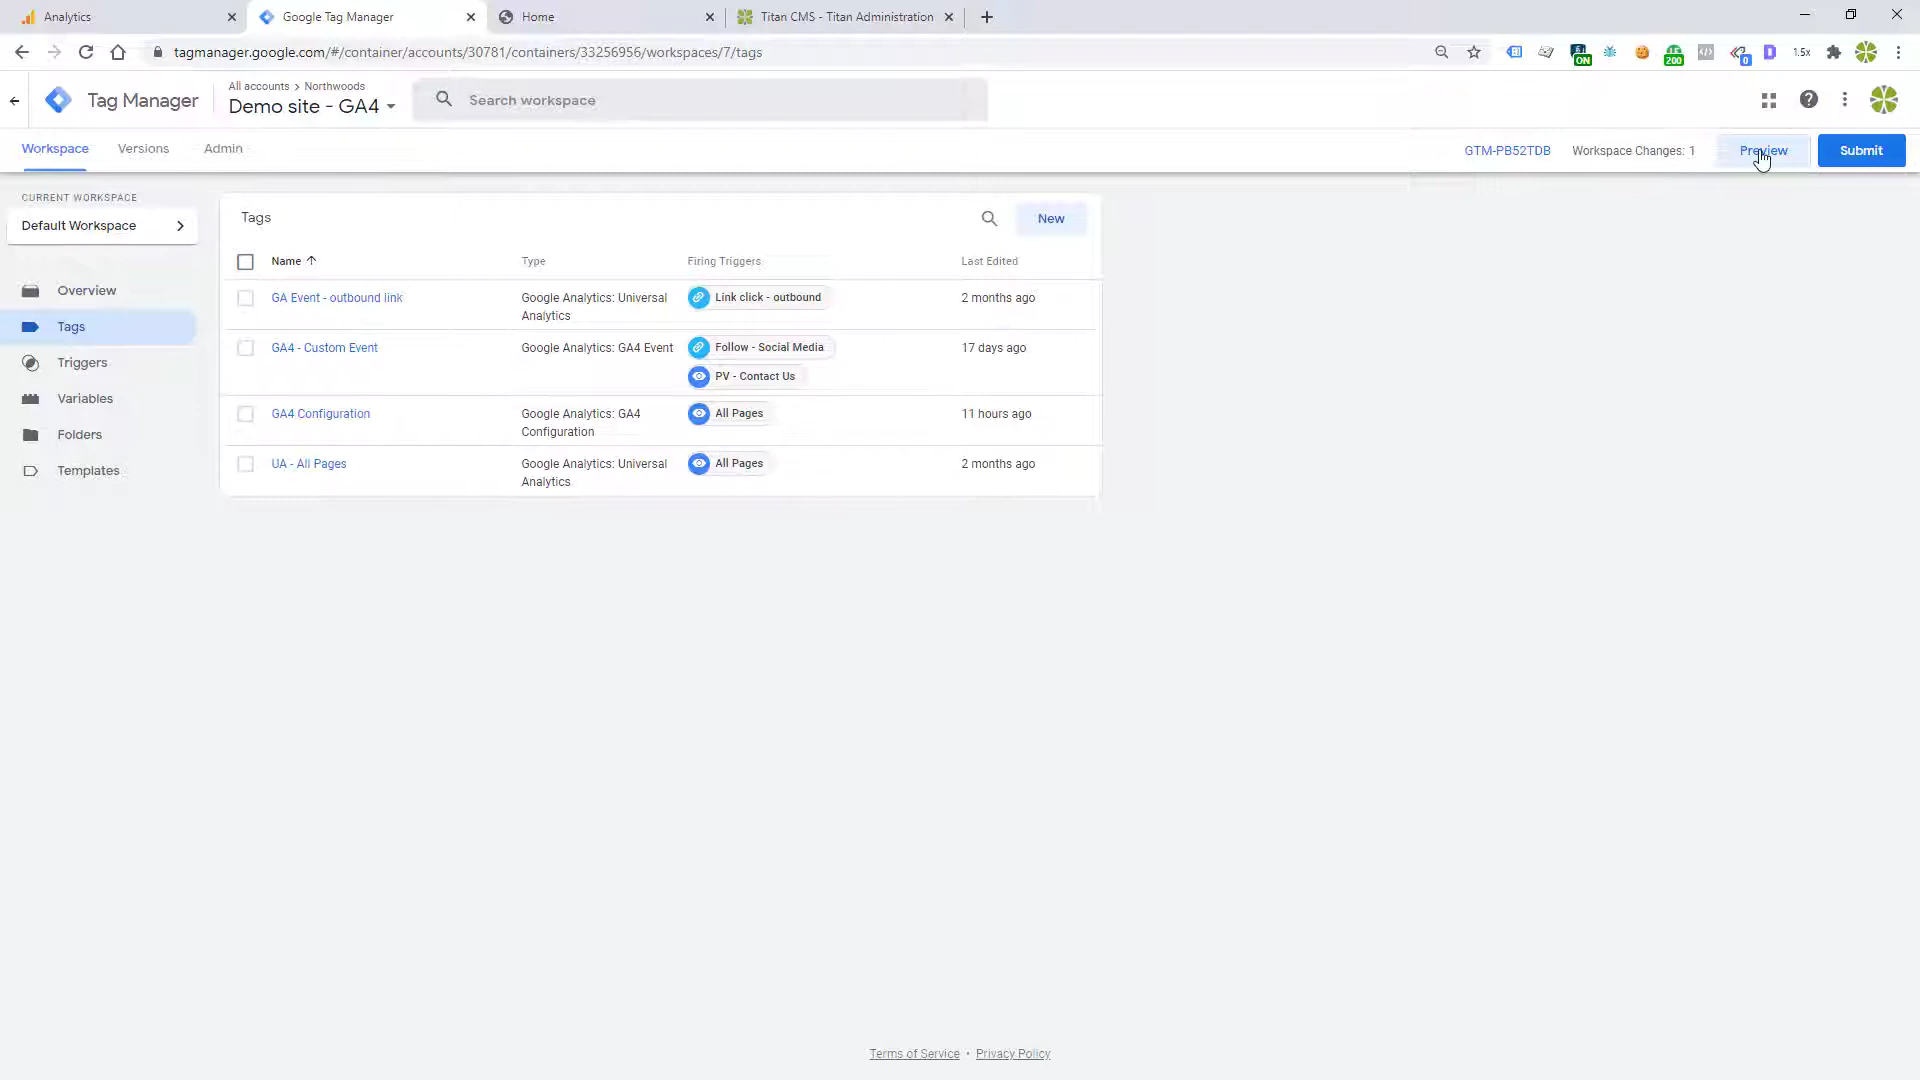 Analytics
Google Tag Manager
Home
Titan CMS - Titan Administration
tagmanager.google.com/#/container/accounts/30781/containers/33256956/workspaces/7/tags
ON
200
0
1.5x
Tag Manager
All accounts > Northwoods
Demo site - GA4
Search workspace
Workspace
Versions
Admin
GTM-PB52TDB
Workspace Changes: 1
Preview
Submit
CURRENT WORKSPACE
Default Workspace
Overview
Tags
Triggers
Variables
Folders
Templates
Tags
New
Name
Type
Firing Triggers
Last Edited
GA Event - outbound link
Google Analytics: Universal
Analytics
Link click - outbound
2 months ago
GA4 - Custom Event
Google Analytics: GA4 Event
Follow - Social Media
PV - Contact Us
17 days ago
GA4 Configuration
Google Analytics: GA4
Configuration
All Pages
11 hours ago
UA - All Pages
Google Analytics: Universal
Analytics
All Pages
2 months ago
Terms of Service • Privacy Policy